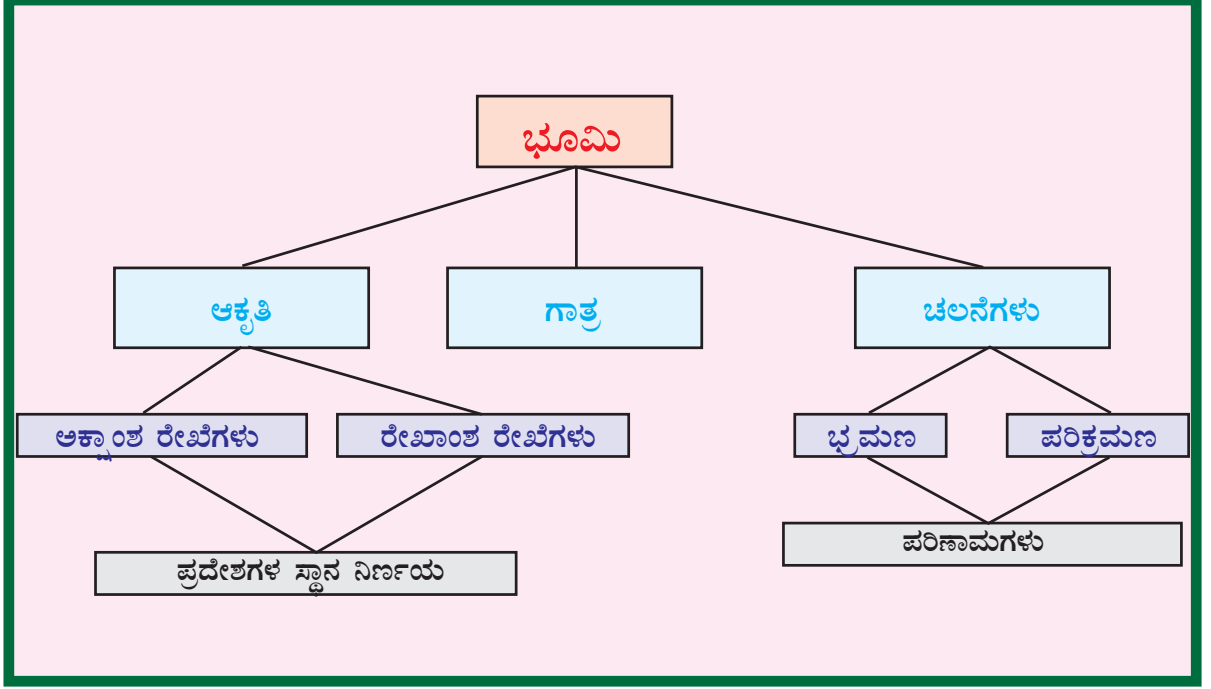 ಭೂಮಿ
ಆಕೃತಿ
ಗಾತ್ರ
ಚಲನೆಗಳು
ಅಕ್ಷಾಂಶ ರೇಖೆಗಳು
ರೇಖಾಂಶ ರೇಖೆಗಳು
ಭ್ರಮಣ
ಪರಿಕ್ರಮಣ
ಪ್ರದೇಶಗಳ ಸ್ಥಾನ ನಿರ್ಣಯ
ಪರಿಣಾಮಗಳು